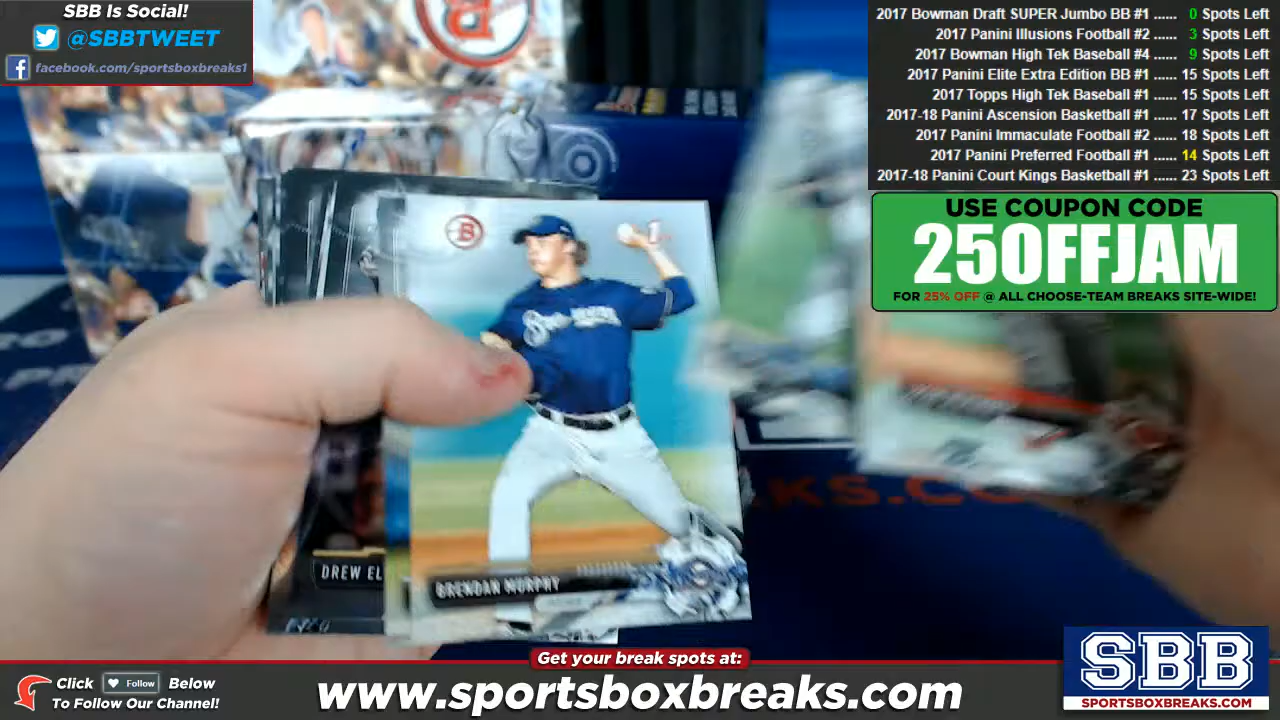 SBB Is Social!
@SBBTWEET
facebook.com/sportsboxbreaks1
2017 Bowman Draft SUPER Jumbo BB #1 ...... 0 Spots Left
2017 Panini Illusions Football #2 ...... 3 Spots Left
2017 Bowman High Tek Baseball #4 ...... 9 Spots Left
2017 Panini Elite Extra Edition BB #1 ...... 15 Spots Left
2017 Topps High Tek Baseball #1 ...... 15 Spots Left
2017-18 Panini Ascension Basketball #1 ...... 17 Spots Left
2017 Panini Immaculate Football #2 ...... 18 Spots Left
2017 Panini Preferred Football #1 ...... 14 Spots Left
2017-18 Panini Court Kings Basketball #1 ...... 23 Spots Left
USE COUPON CODE
25OFFJAM
FOR 25% OFF @ ALL CHOOSE-TEAM BREAKS SITE-WIDE!
B
DREW EL
BRENDAN MURPHY
Get your break spots at:
Click Follow Below
To Follow Our Channel!
www.sportsboxbreaks.com
SBB
SPORTSBOXBREAKS.COM